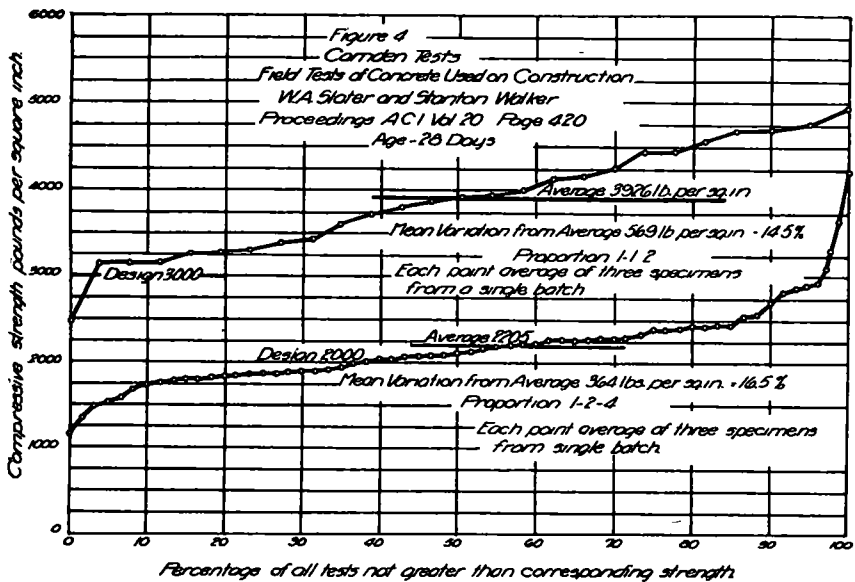 Figure 4
Camden Tests
Field Tests of Concrete Used on Construction
W.A. Slater and Stanton Walker
Proceedings A C I Vol 20 Page 420
Age - 28 Days
Compressive strength pounds per square inch.
6000
5000
4000
3000
2000
1000
0
Average 3926 lb. per sq. in
Mean Variation from Average 569 lb per sq. in - 14.5%
Proportion 1-1-2
Each point average of three specimens
from a single batch
Design 3000
Average 2205
Design 2000
Mean Variation from Average 364 lbs. per sq. in. = 16.5%
Proportion 1-2-4
Each point average of three specimens
from single batch
0 10 20 30 40 50 60 70 80 90 100
Percentage of all tests not greater than corresponding strength